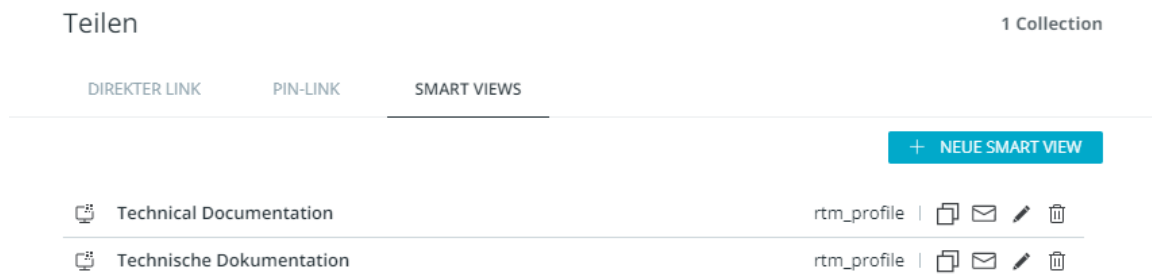 Teilen 1 Collection
DIREKTER LINK PIN-LINK SMART VIEWS
+ NEUE SMART VIEW
Technical Documentation rtm_profile
Technische Dokumentation rtm_profile